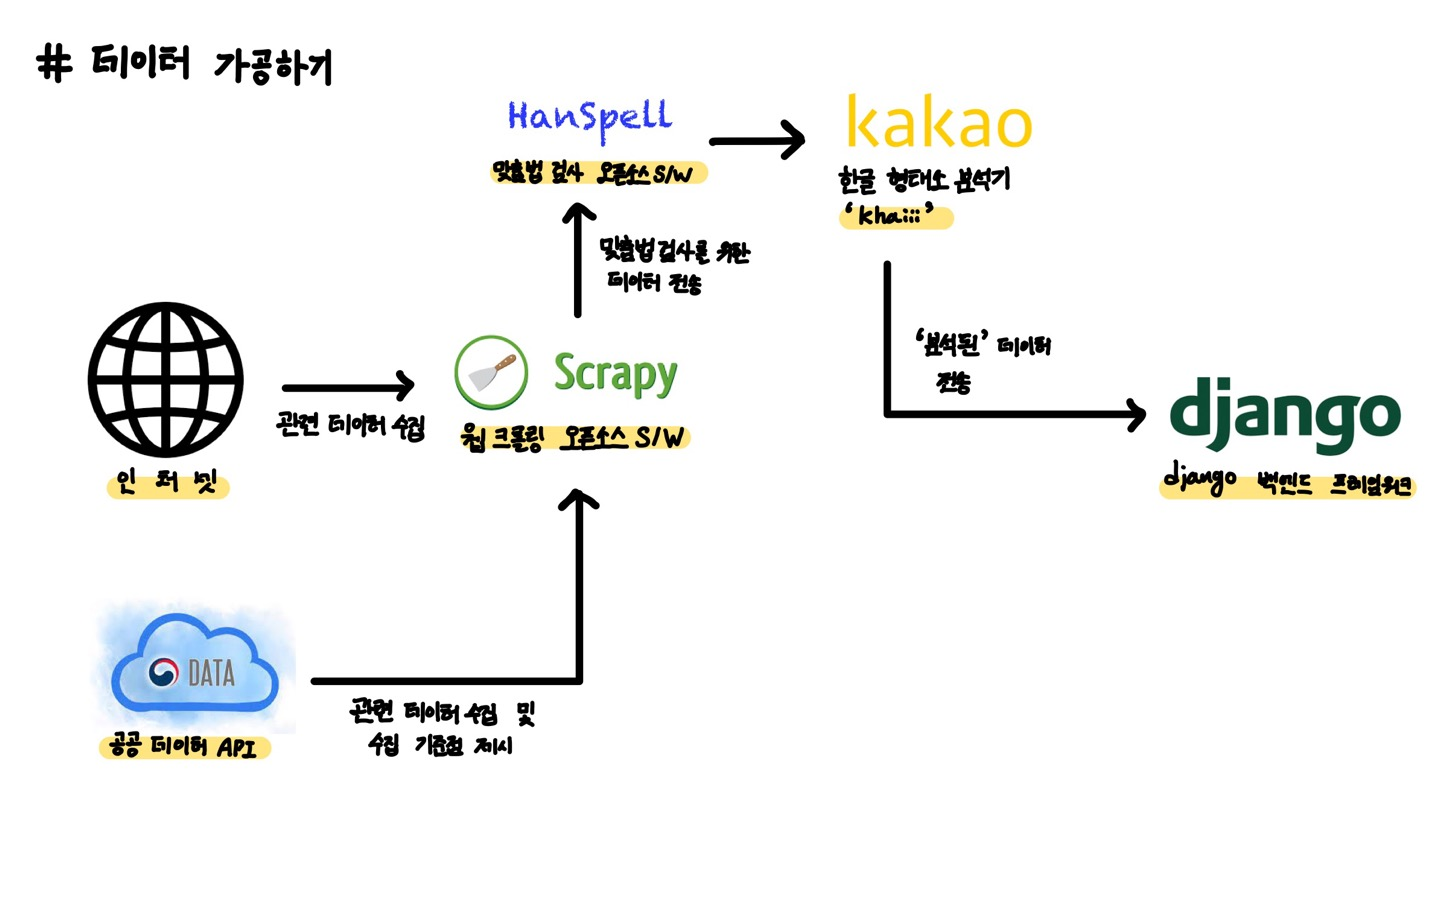 # 데이터 가공하기
HanSpell
맞춤법 검사 오픈소스 S/W
kakao
한글 형태소 분석기
‘khaiii’
맞춤법 검사를 위한
데이터 전송
‘분석된’ 데이터
전송
Scrapy
웹 크롤링 오픈소스 S/W
관련 데이터 수집
인터넷
django
django 백엔드 프레임워크
DATA
공공 데이터 API
관련 데이터 수집 및
수집 기준점 제시